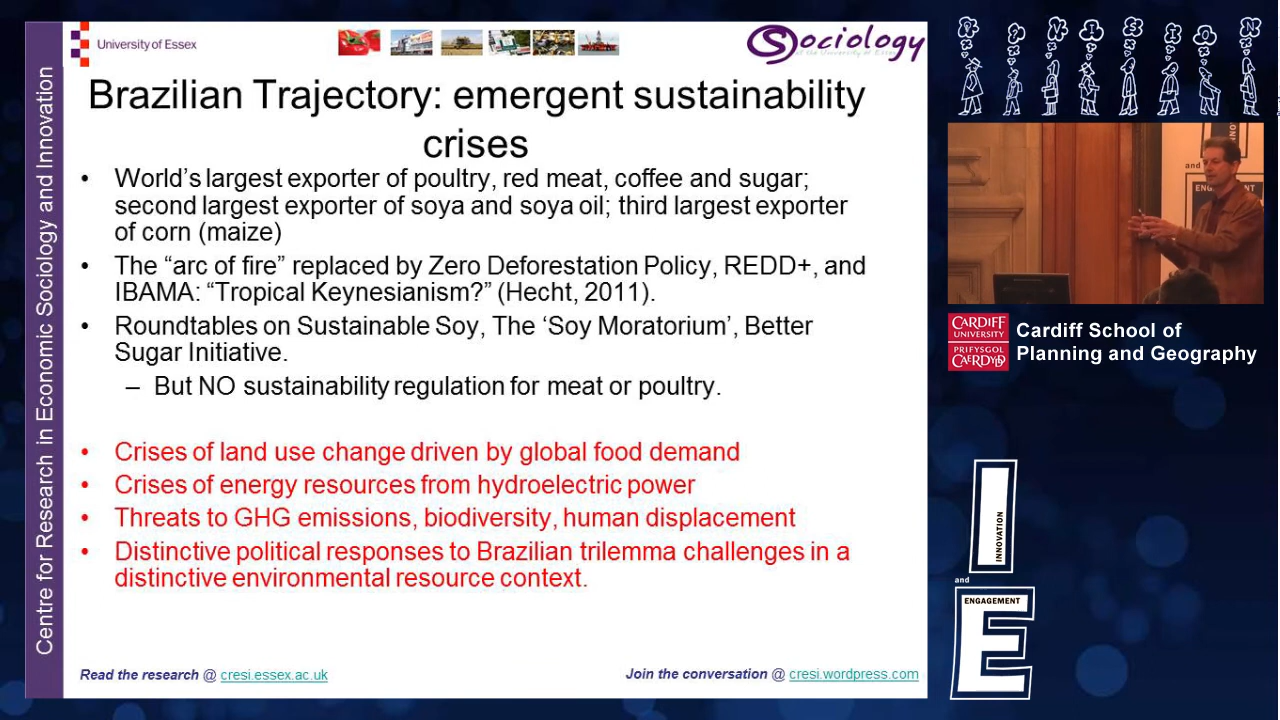 University of Essex
Sociology
at the University of Essex
Centre for Research in Economic Sociology and Innovation
Brazilian Trajectory: emergent sustainability
crises
• World’s largest exporter of poultry, red meat, coffee and sugar;
second largest exporter of soya and soya oil; third largest exporter
of corn (maize)
• The “arc of fire” replaced by Zero Deforestation Policy, REDD+, and
IBAMA: “Tropical Keynesianism?” (Hecht, 2011).
• Roundtables on Sustainable Soy, The ‘Soy Moratorium’, Better
Sugar Initiative.
– But NO sustainability regulation for meat or poultry.
• Crises of land use change driven by global food demand
• Crises of energy resources from hydroelectric power
• Threats to GHG emissions, biodiversity, human displacement
• Distinctive political responses to Brazilian trilemma challenges in a
distinctive environmental resource context.
Read the research @ cresi.essex.ac.uk
Join the conversation @ cresi.wordpress.com
and
CARDIFF
UNIVERSITY
PRIFYSGOL
CAERDYDD
Cardiff School of
Planning and Geography
INNOVATION
and
ENGAGEMENT